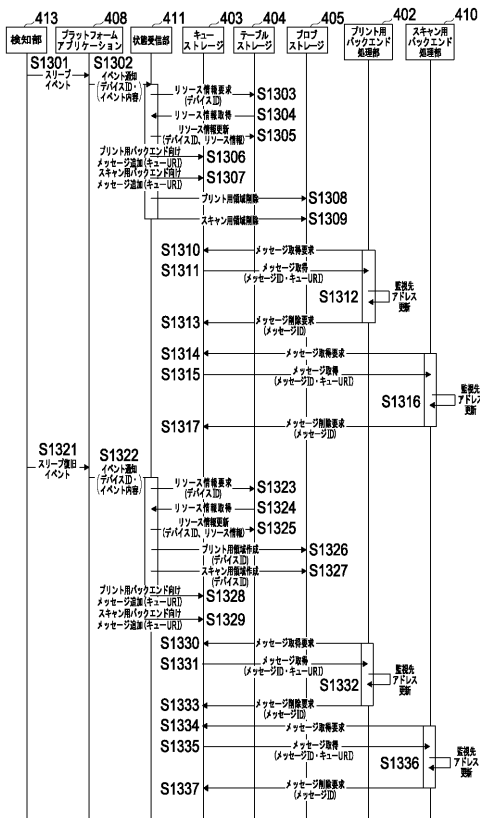 413
408
411
403
404
405
402
410
検知部
プラットフォーム
アプリケーション
状態受信部
キュー
ストレージ
テーブル
ストレージ
ブロブ
ストレージ
プリント用
バックエンド
処理部
スキャン用
バックエンド
処理部
S1301
スリープ
イベント
S1302
イベント通知
(デバイスID・
イベント内容)
リソース情報要求
(デバイスID)
S1303
リソース情報取得
S1304
リソース情報更新
(デバイスID、リソース情報)
S1305
プリント用バックエンド向け
メッセージ追加(キューURI)
S1306
スキャン用バックエンド向け
メッセージ追加(キューURI)
S1307
プリント用領域削除
S1308
スキャン用領域削除
S1309
S1310
メッセージ取得要求
S1311
メッセージ取得
(メッセージID・キューURI)
S1312
監視先
アドレス
更新
S1313
メッセージ削除要求
(メッセージID)
S1314
メッセージ取得要求
S1315
メッセージ取得
(メッセージID・キューURI)
S1316
監視先
アドレス
更新
S1317
メッセージ削除要求
(メッセージID)
S1321
スリープ復旧
イベント
S1322
イベント通知
(デバイスID・
イベント内容)
リソース情報要求
(デバイスID)
S1323
リソース情報取得
S1324
リソース情報更新
(デバイスID、リソース情報)
S1325
プリント用領域作成
(デバイスID)
S1326
スキャン用領域作成
(デバイスID)
S1327
プリント用バックエンド向け
メッセージ追加(キューURI)
S1328
スキャン用バックエンド向け
メッセージ追加(キューURI)
S1329
S1330
メッセージ取得要求
S1331
メッセージ取得
(メッセージID・キューURI)
S1332
監視先
アドレス
更新
S1333
メッセージ削除要求
(メッセージID)
S1334
メッセージ取得要求
S1335
メッセージ取得
(メッセージID・キューURI)
S1336
監視先
アドレス
更新
S1337
メッセージ削除要求
(メッセージID)